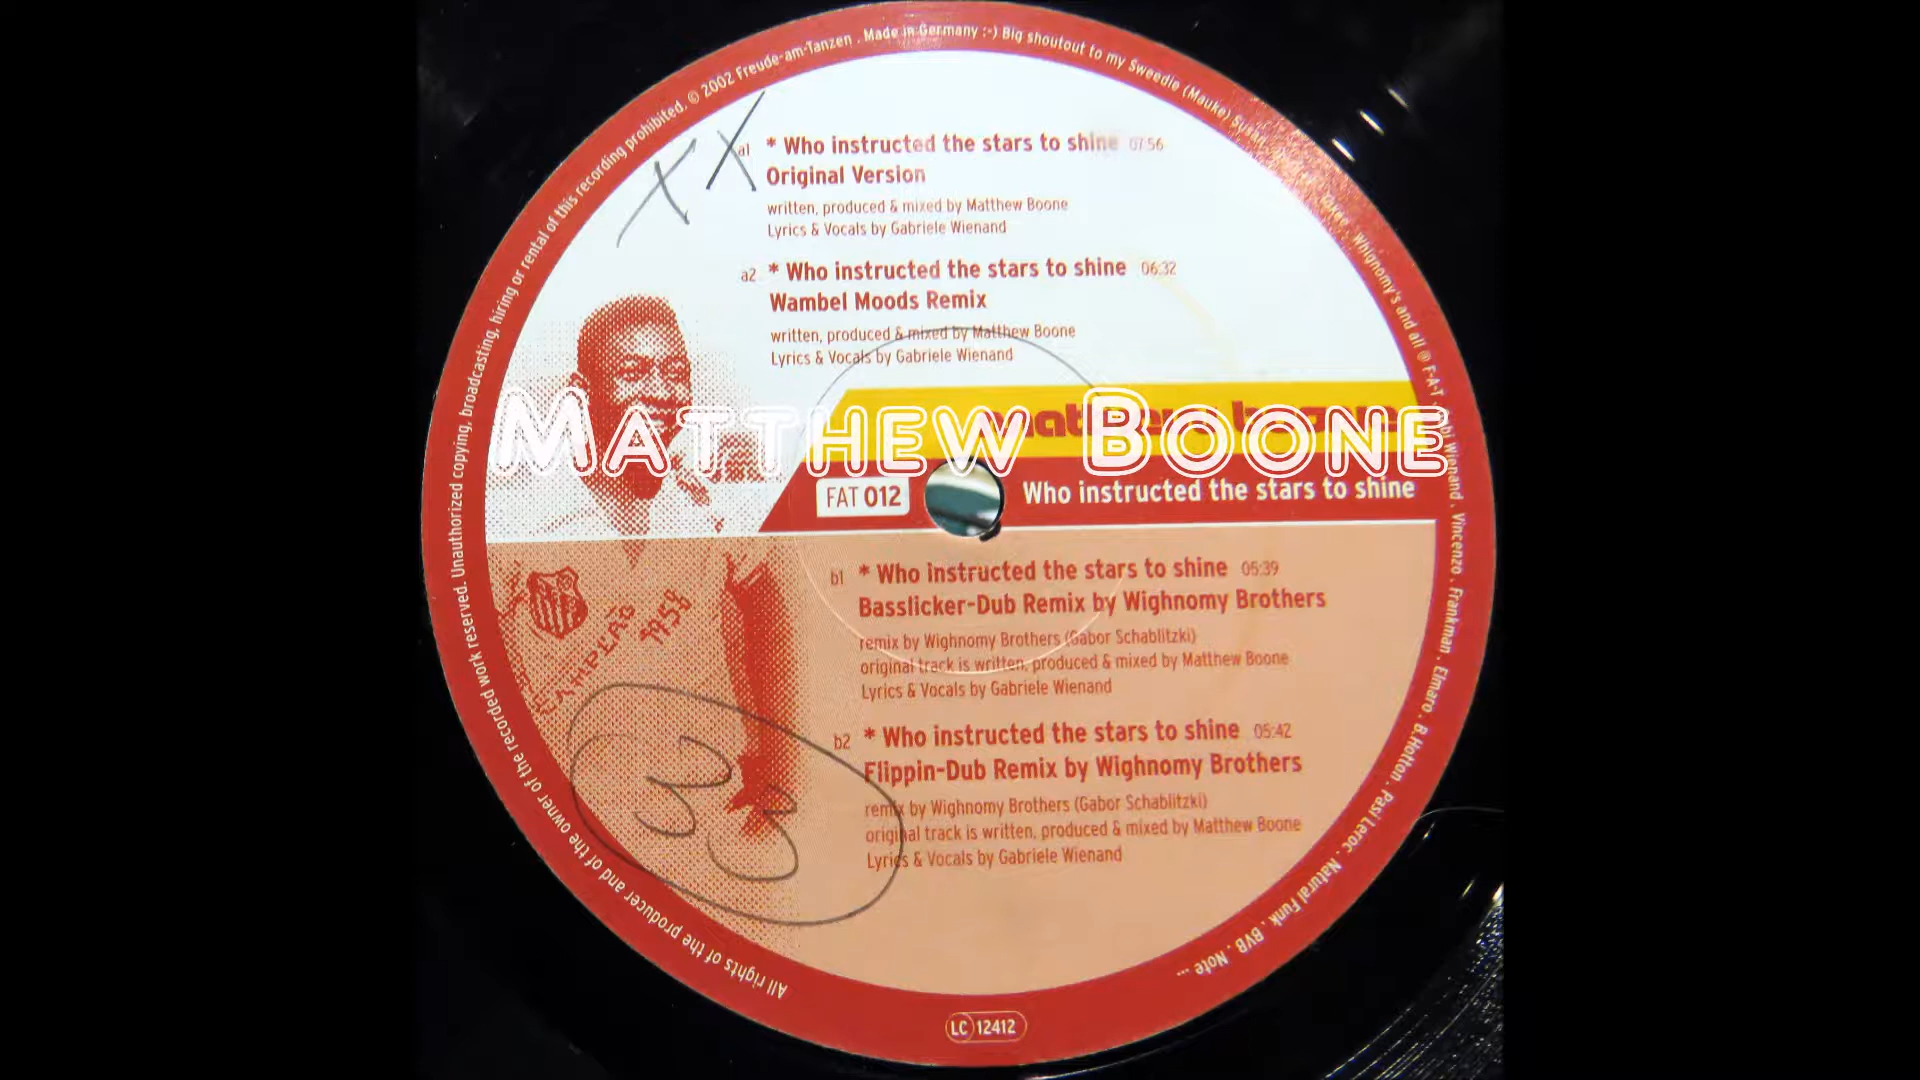 All rights of the producer and of the owner of the recorded work reserved. Unauthorized copying, broadcasting, hiring or rental of this recording prohibited. © 2002 Freude-am-Tanzen . Made in Germany :-) Big shoutout to my Sweedie (Mauke) . Whignomy's and all @ F-A-T . Wienand . Vincenzo . Frankman . Elmaro . B.Hotton . Pasi Leroc . Natural Funk . BVB . Note ...
XX
a1 * Who instructed the stars to shine 07:56
Original Version
written, produced & mixed by Matthew Boone
Lyrics & Vocals by Gabriele Wienand
a2 * Who instructed the stars to shine 06:32
Wambel Moods Remix
written, produced & mixed by Matthew Boone
Lyrics & Vocals by Gabriele Wienand
matthew boone
Matthew Boone
FAT 012 Who instructed the stars to shine
b1 * Who instructed the stars to shine 05:39
Basslicker-Dub Remix by Wighnomy Brothers
remix by Wighnomy Brothers (Gabor Schablitzki)
original track is written, produced & mixed by Matthew Boone
Lyrics & Vocals by Gabriele Wienand
1958
b2 * Who instructed the stars to shine 05:42
Flippin-Dub Remix by Wighnomy Brothers
remix by Wighnomy Brothers (Gabor Schablitzki)
original track is written, produced & mixed by Matthew Boone
Lyrics & Vocals by Gabriele Wienand
LC 12412